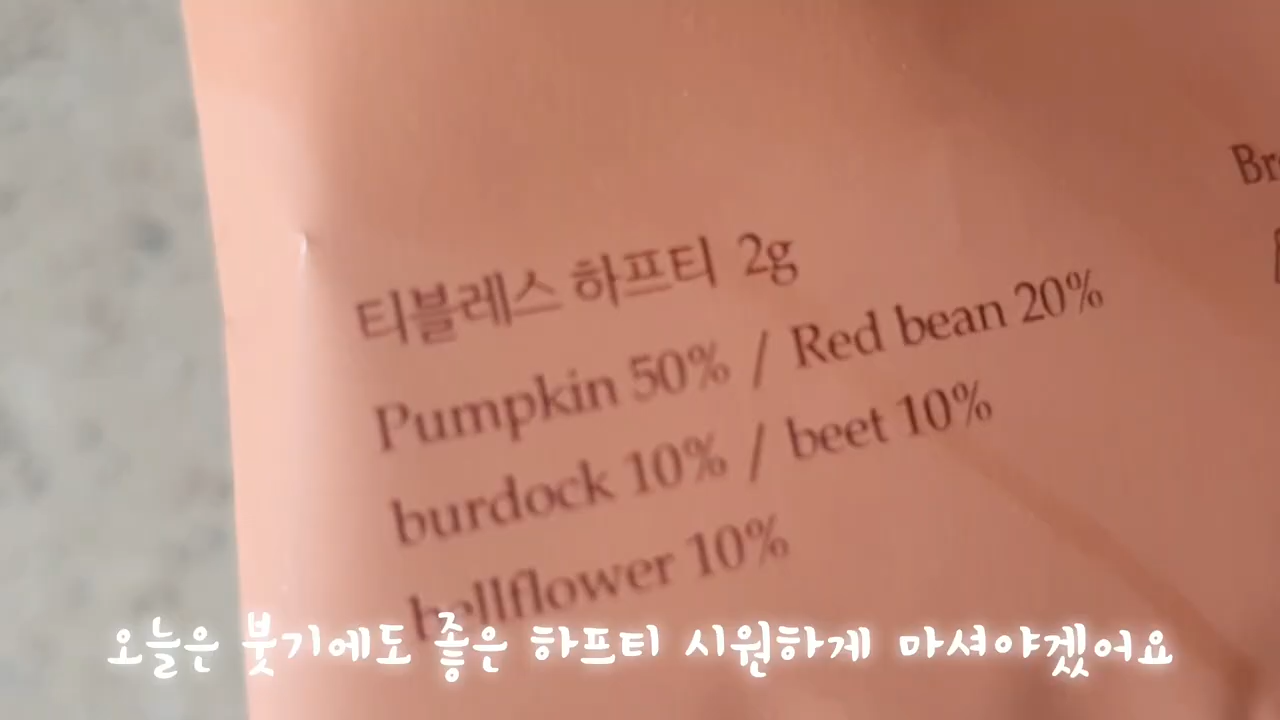 Br
티블레스 하프티 2g
Pumpkin 50% / Red bean 20%
burdock 10% / beet 10%
bellflower 10%
오늘은 붓기에도 좋은 하프티 시원하게 마셔야겠어요